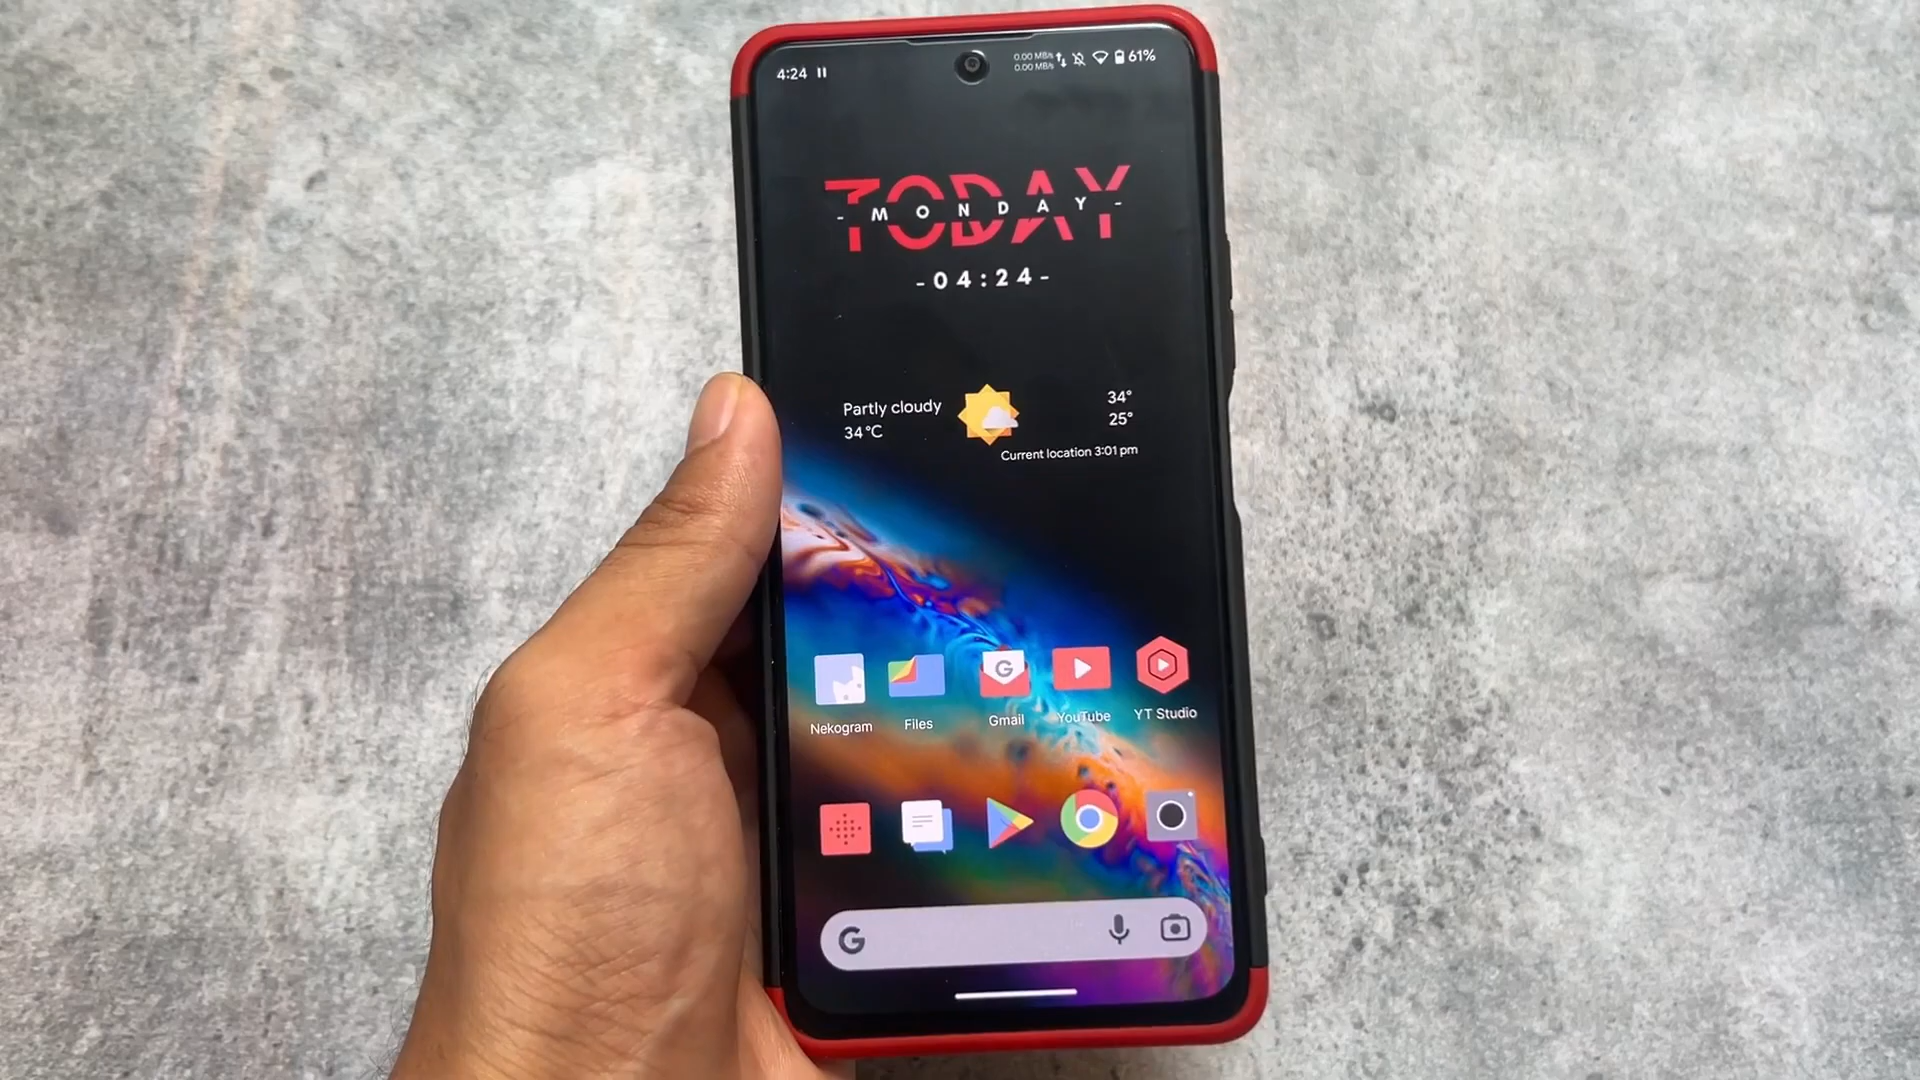 4:24
0.00 MB/s
0.00 MB/s
61%
TODAY
- MONDAY -
-04:24-
Partly cloudy
34°C
34°
25°
Current location 3:01 pm
Nekogram
Files
G
Gmail
YouTube
YT Studio
G